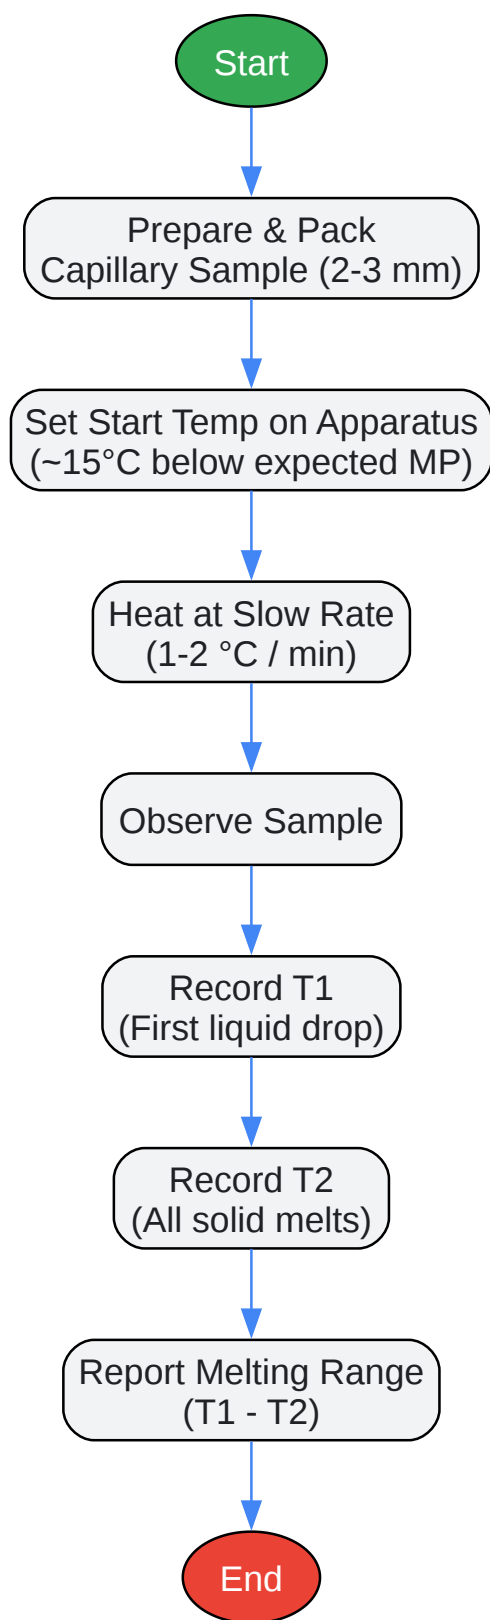 Start
Prepare & Pack
Capillary Sample (2-3 mm)
Set Start Temp on Apparatus
(~15°C below expected MP)
Heat at Slow Rate
(1-2 °C / min)
Observe Sample
Record T1
(First liquid drop)
Record T2
(All solid melts)
Report Melting Range
(T1 - T2)
End